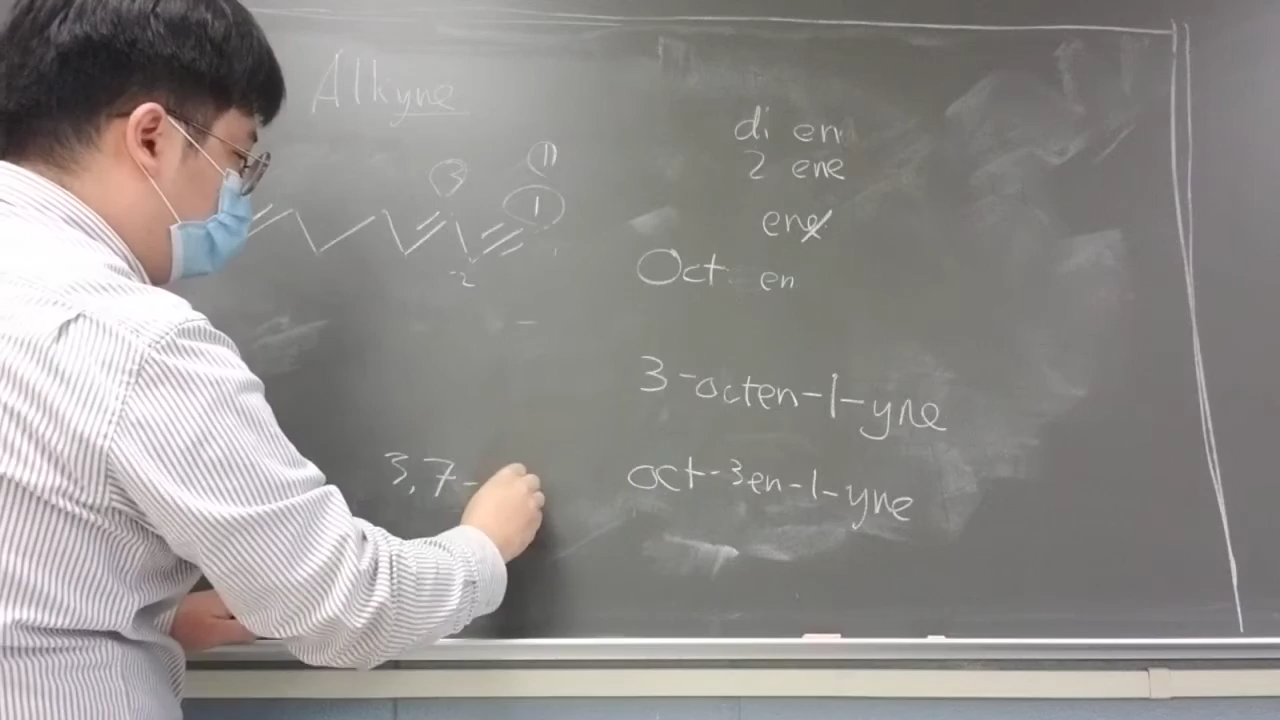 Alkyne
di en
2 ene
3
11
1
ene
2
Oct en
3-octen-1-yne
3,7-
oct-3en-1-yne